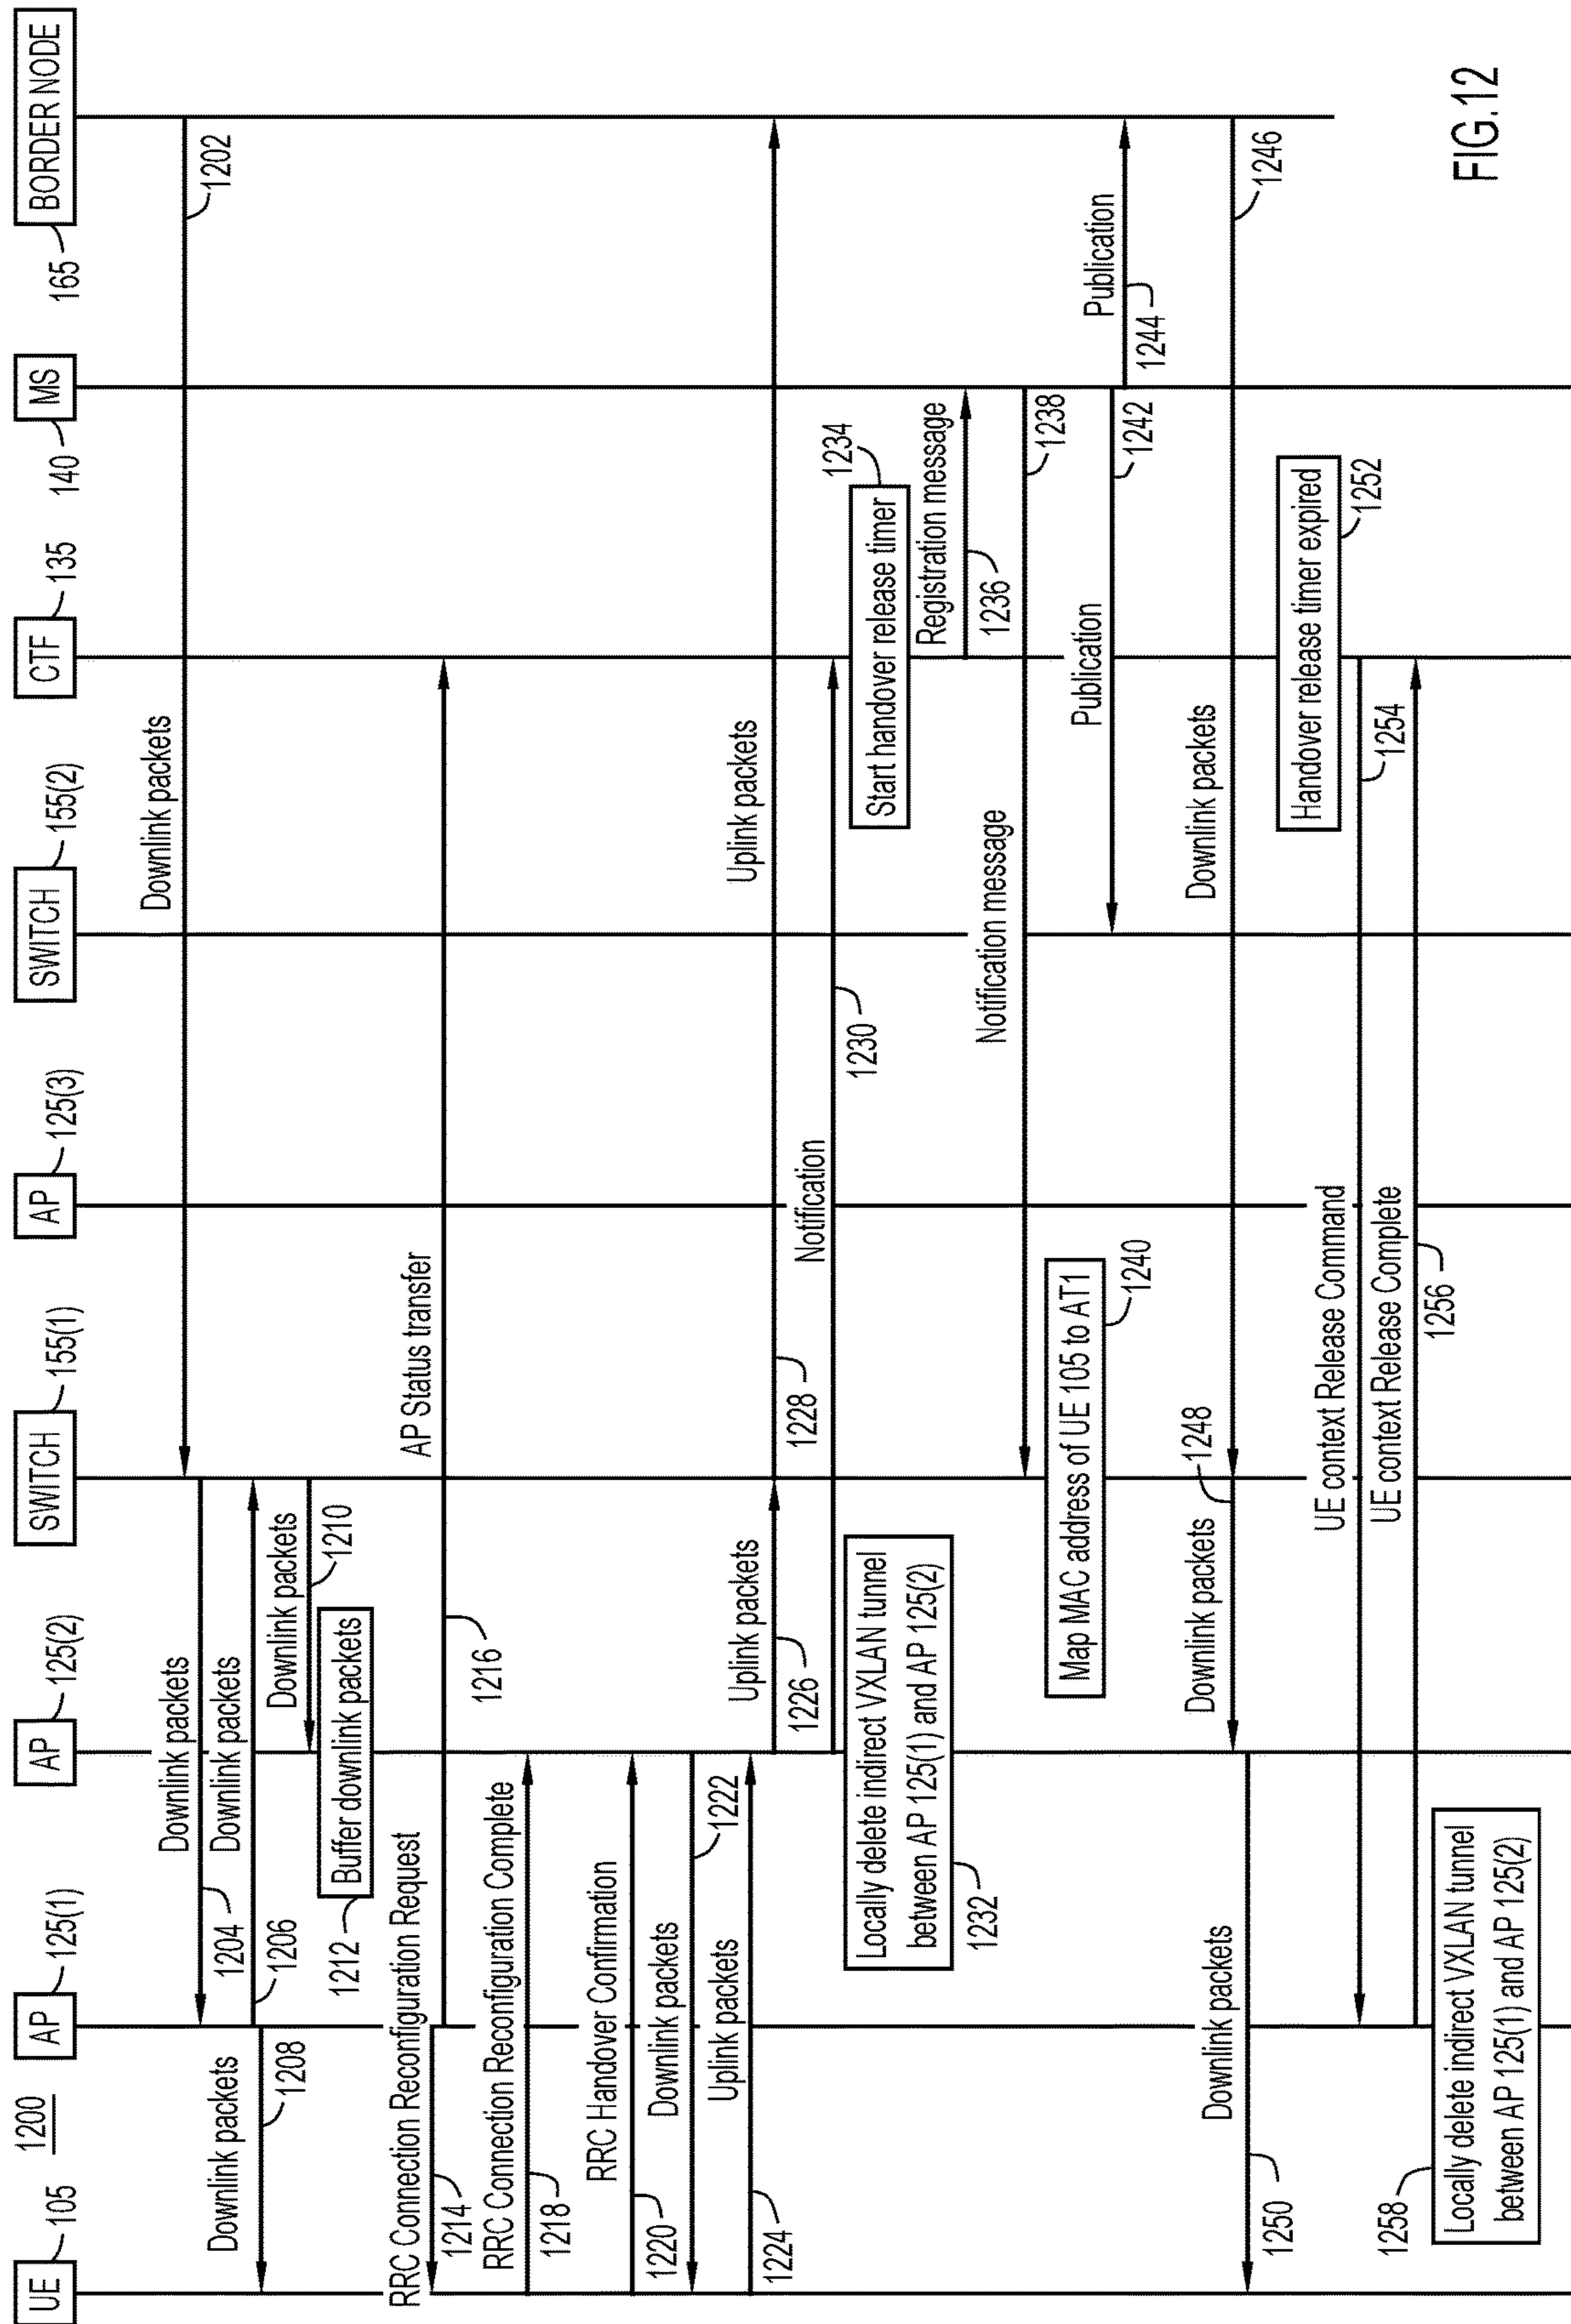 1200
UE
105
AP
125(1)
AP
125(2)
SWITCH
155(1)
AP
125(3)
SWITCH
155(2)
CTF
135
MS
140
BORDER NODE
165
Downlink packets
1202
Downlink packets
1204
Downlink packets
1206
Downlink packets
1208
Downlink packets
1210
1212
Buffer downlink packets
RRC Connection Reconfiguration Request
1214
AP Status transfer
1216
RRC Connection Reconfiguration Complete
1218
RRC Handover Confirmation
1220
Downlink packets
1222
Uplink packets
1224
Uplink packets
1226
Uplink packets
1228
Notification
1230
Locally delete indirect VXLAN tunnel
between AP 125(1) and AP 125(2)
1232
1234
Start handover release timer
Registration message
1236
Notification message
1238
Map MAC address of UE 105 to AT1
1240
Publication
1242
Publication
1244
Downlink packets
1246
Downlink packets
1248
Downlink packets
1250
Handover release timer expired
1252
UE context Release Command
1254
UE context Release Complete
1256
1258
Locally delete indirect VXLAN tunnel
between AP 125(1) and AP 125(2)
FIG.12